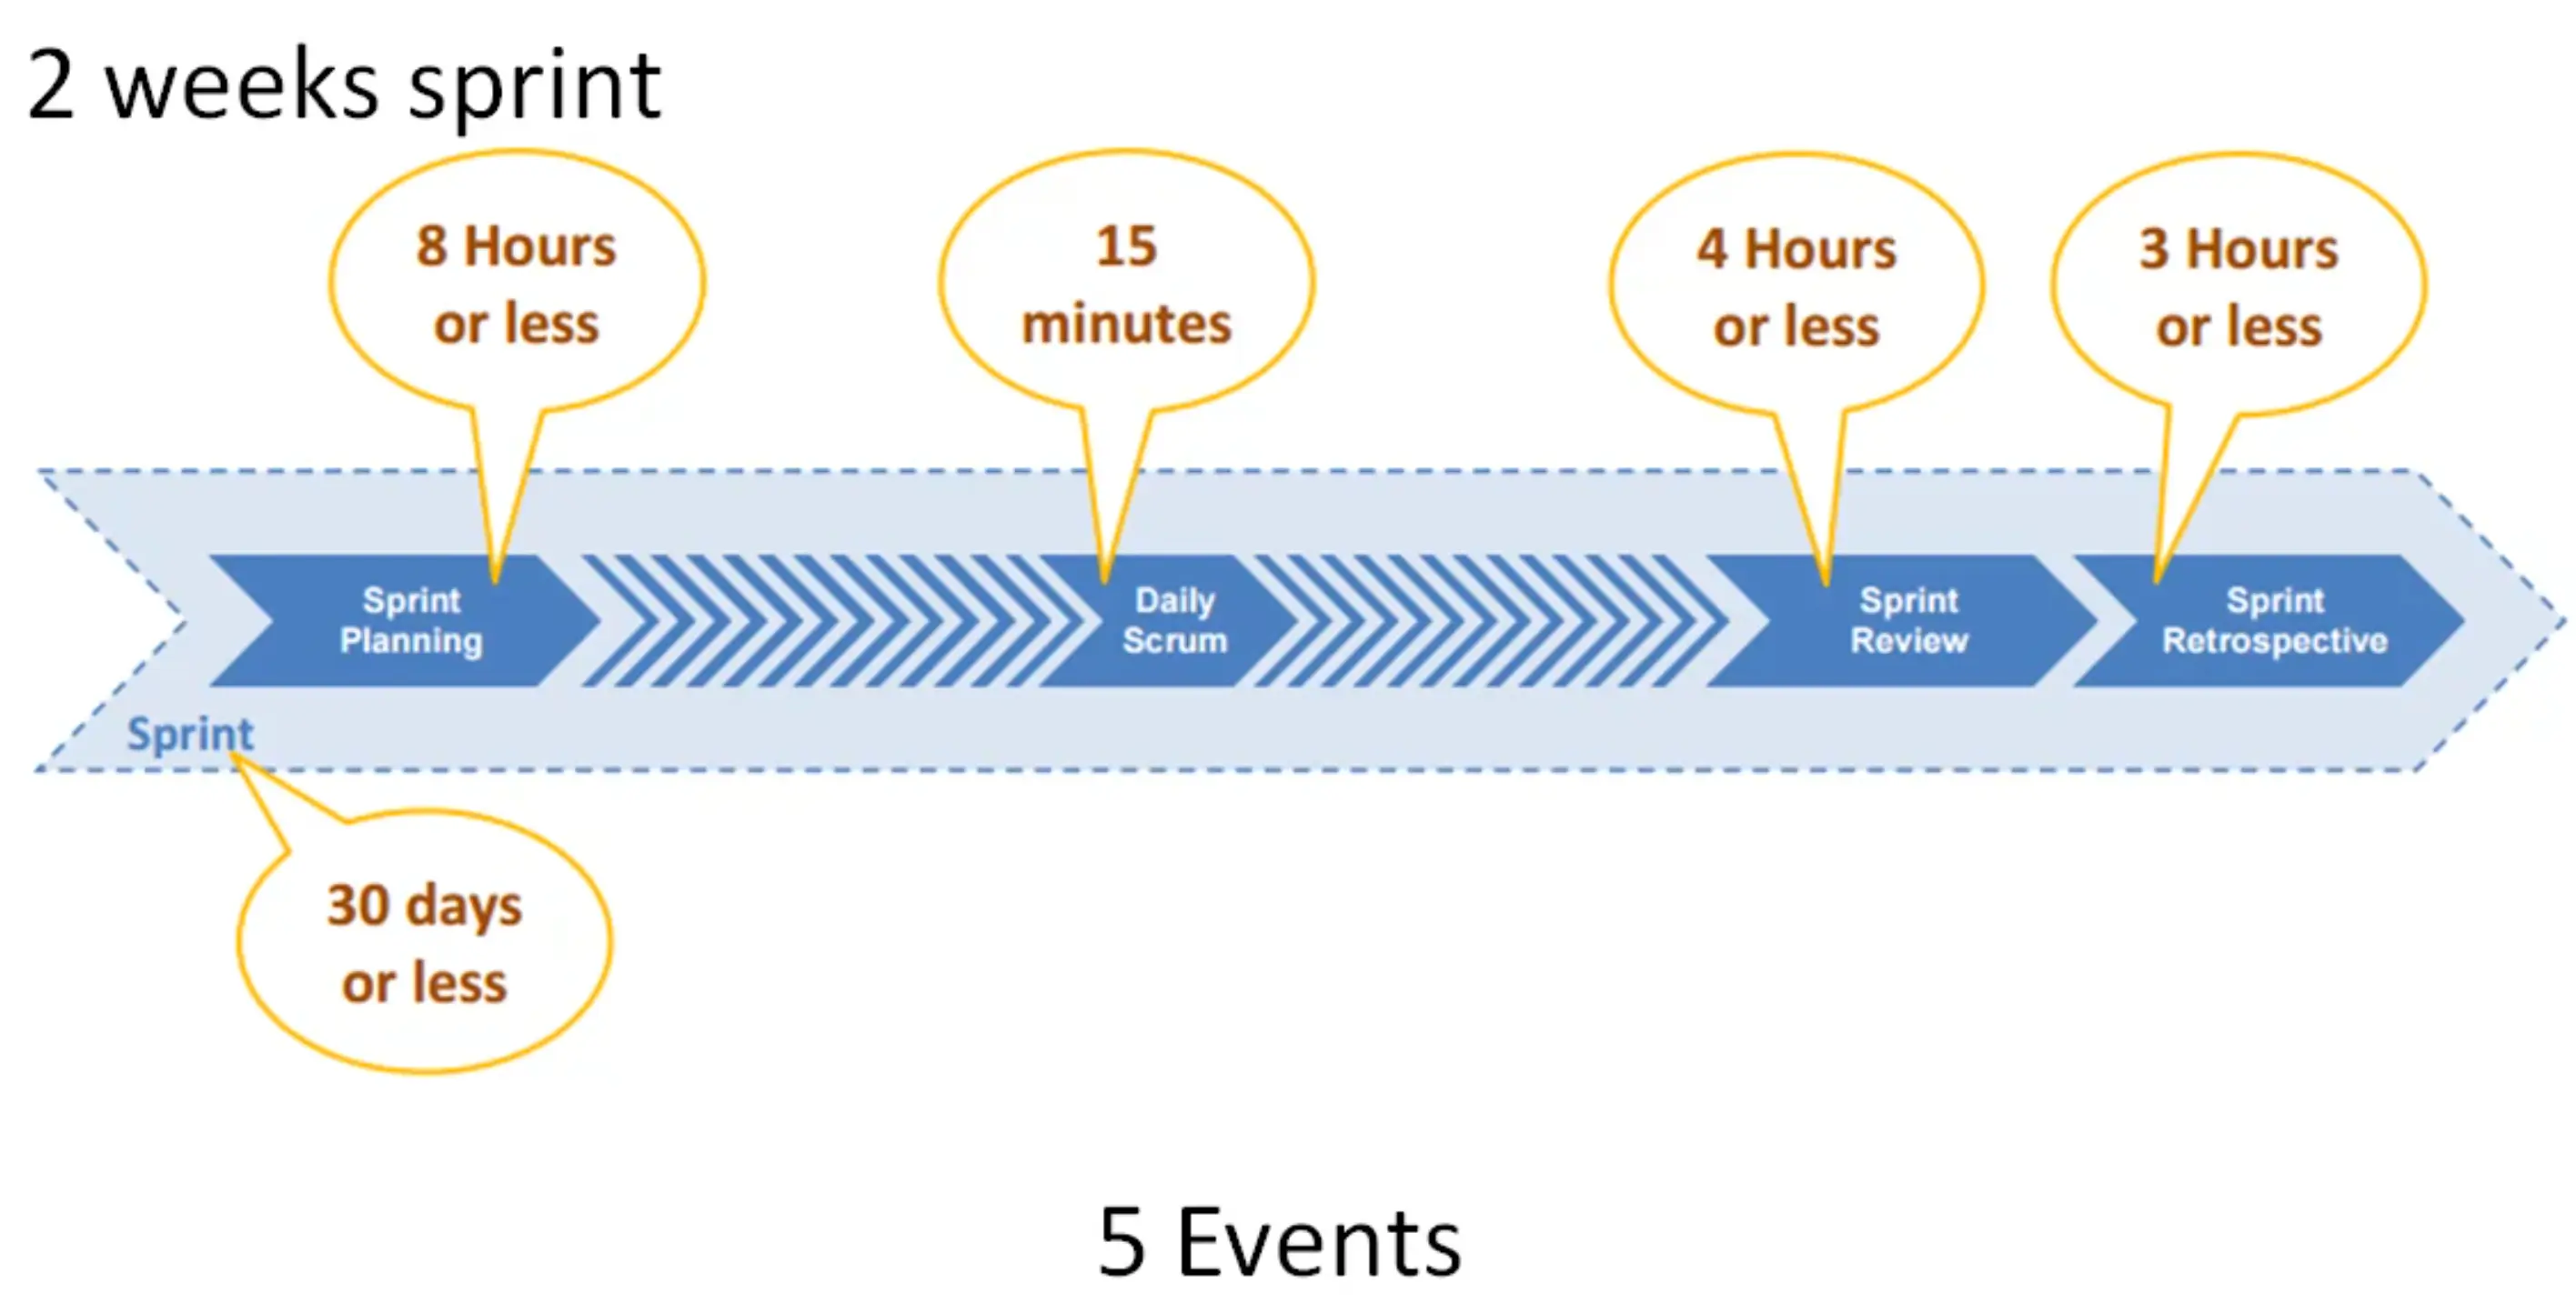 2 weeks sprint
8 Hours
or less
15
minutes
4 Hours
or less
3 Hours
or less
Sprint
Planning
Daily
Scrum
Sprint
Review
Sprint
Retrospective
Sprint
30 days
or less
5 Events